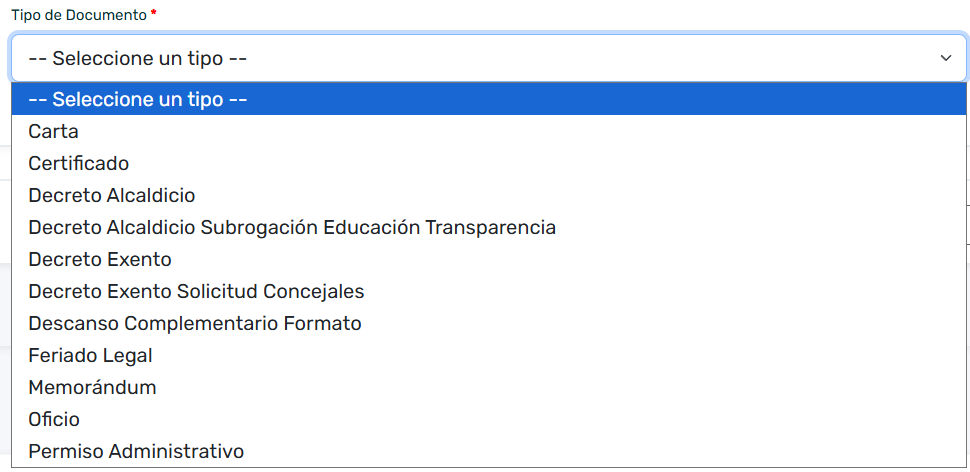 Tipo de Documento *
-- Seleccione un tipo --
-- Seleccione un tipo --
Carta
Certificado
Decreto Alcaldicio
Decreto Alcaldicio Subrogación Educación Transparencia
Decreto Exento
Decreto Exento Solicitud Concejales
Descanso Complementario Formato
Feriado Legal
Memorándum
Oficio
Permiso Administrativo